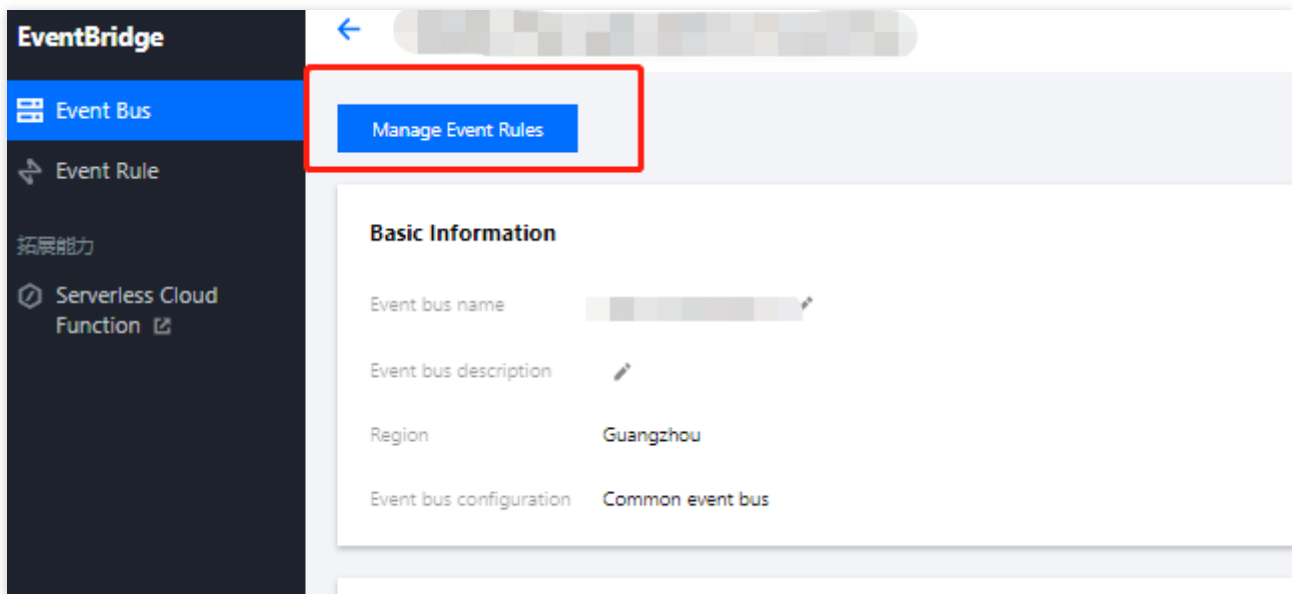 EventBridge
Event Bus
Event Rule
拓展能力
Serverless Cloud
Function
Manage Event Rules
Basic Information
Event bus name
Event bus description
Region Guangzhou
Event bus configuration Common event bus